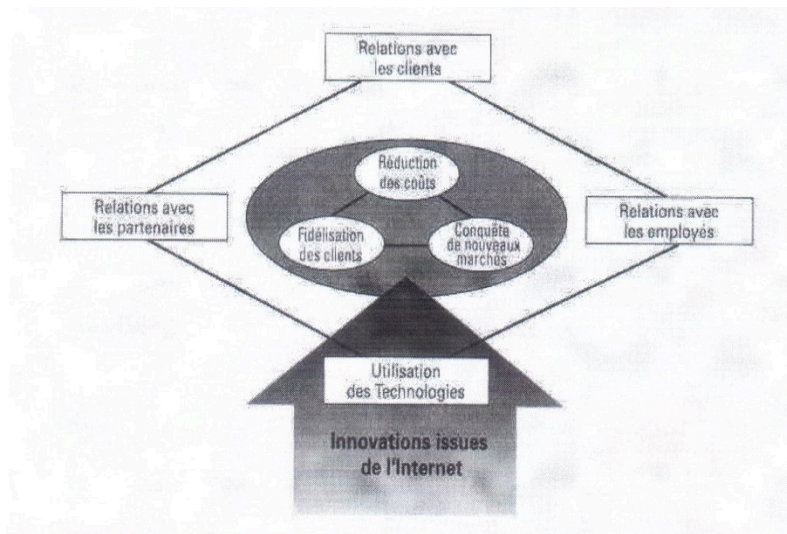 Relations avec
les clients
Réduction
des coûts
Relations avec
les partenaires
Relations avec
les employés
Fidélisation
des clients
Conquête
de nouveaux
marchés
Utilisation
des Technologies
Innovations issues
de l'Internet